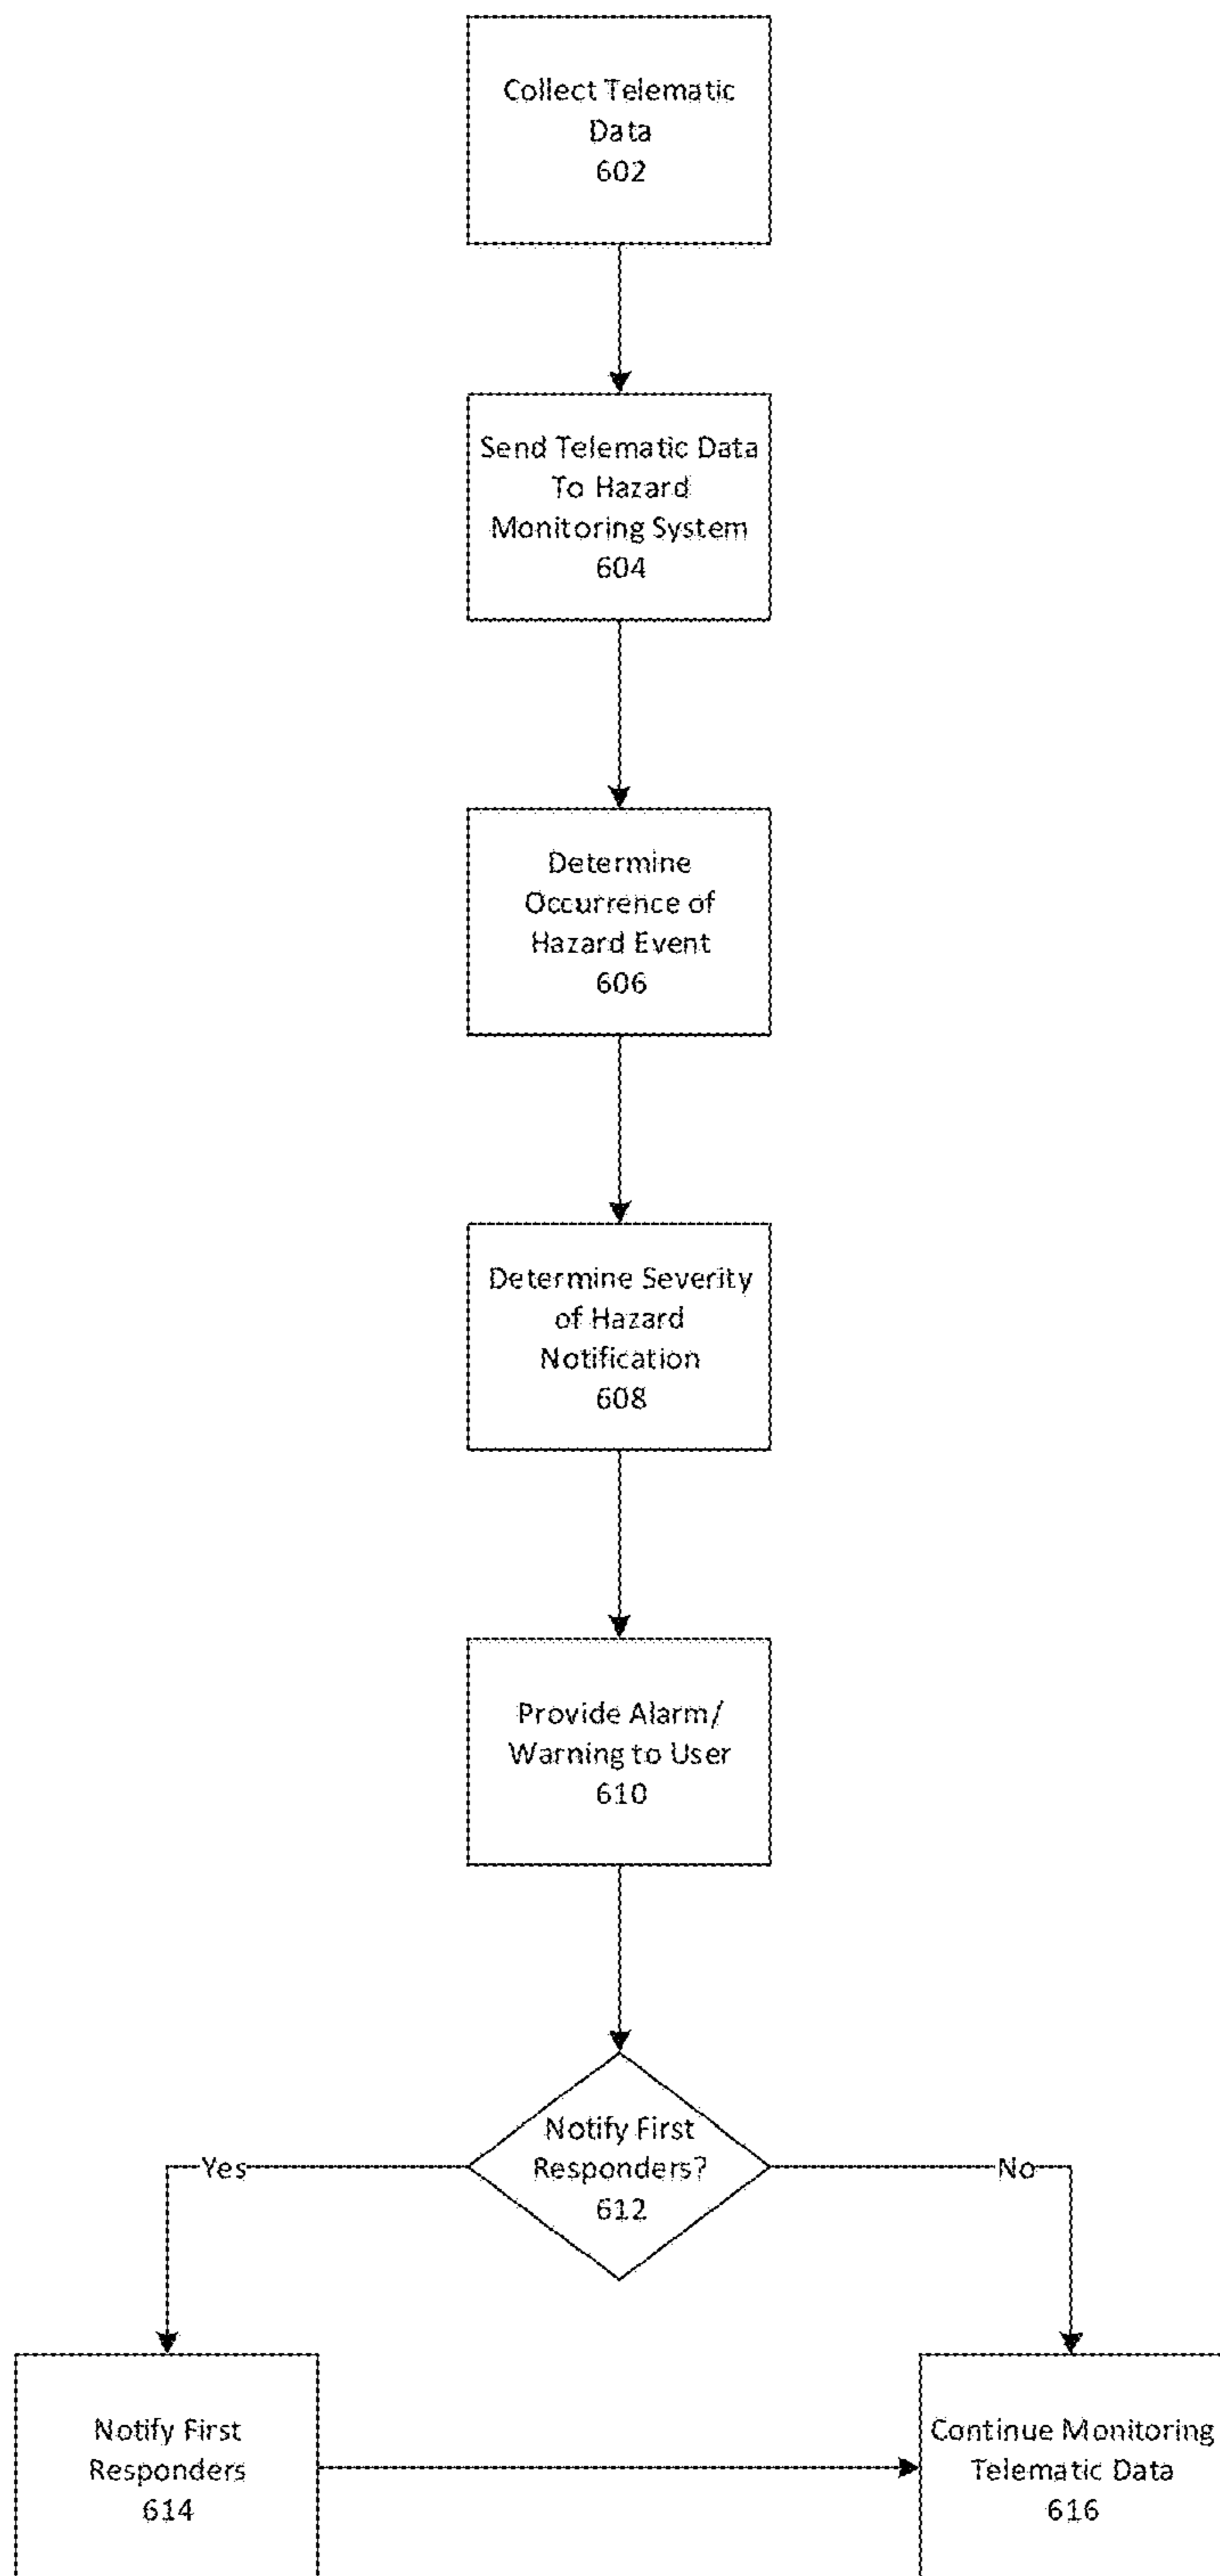 Collect Telematic
Data
602
Send Telematic Data
To Hazard
Monitoring System
604
Determine
Occurrence of
Hazard Event
606
Determine Severity
of Hazard
Notification
608
Provide Alarm/
Warning to User
610
Notify First
Responders?
612
Yes
No
Notify First
Responders
614
Continue Monitoring
Telematic Data
616